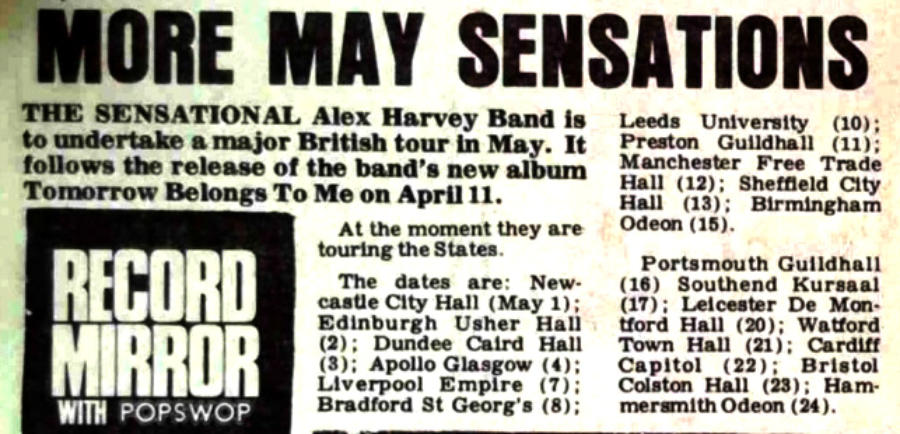 MORE MAY SENSATIONS
THE SENSATIONAL Alex Harvey Band is
to undertake a major British tour in May. It
follows the release of the band's new album
Tomorrow Belongs To Me on April 11.
RECORD
MIRROR
WITH POPSWOP
At the moment they are
touring the States.
The dates are: New-
castle City Hall (May 1);
Edinburgh Usher Hall
(2); Dundee Caird Hall
(3); Apollo Glasgow (4);
Liverpool Empire (7);
Bradford St Georg's (8);
Leeds University (10);
Preston Guildhall (11);
Manchester Free Trade
Hall (12); Sheffield City
Hall (13); Birmingham
Odeon (15).
Portsmouth Guildhall
(16) Southend Kursaal
(17); Leicester De Mon-
tford Hall (20); Watford
Town Hall (21); Cardiff
Capitol (22); Bristol
Colston Hall (23); Ham-
mersmith Odeon (24).